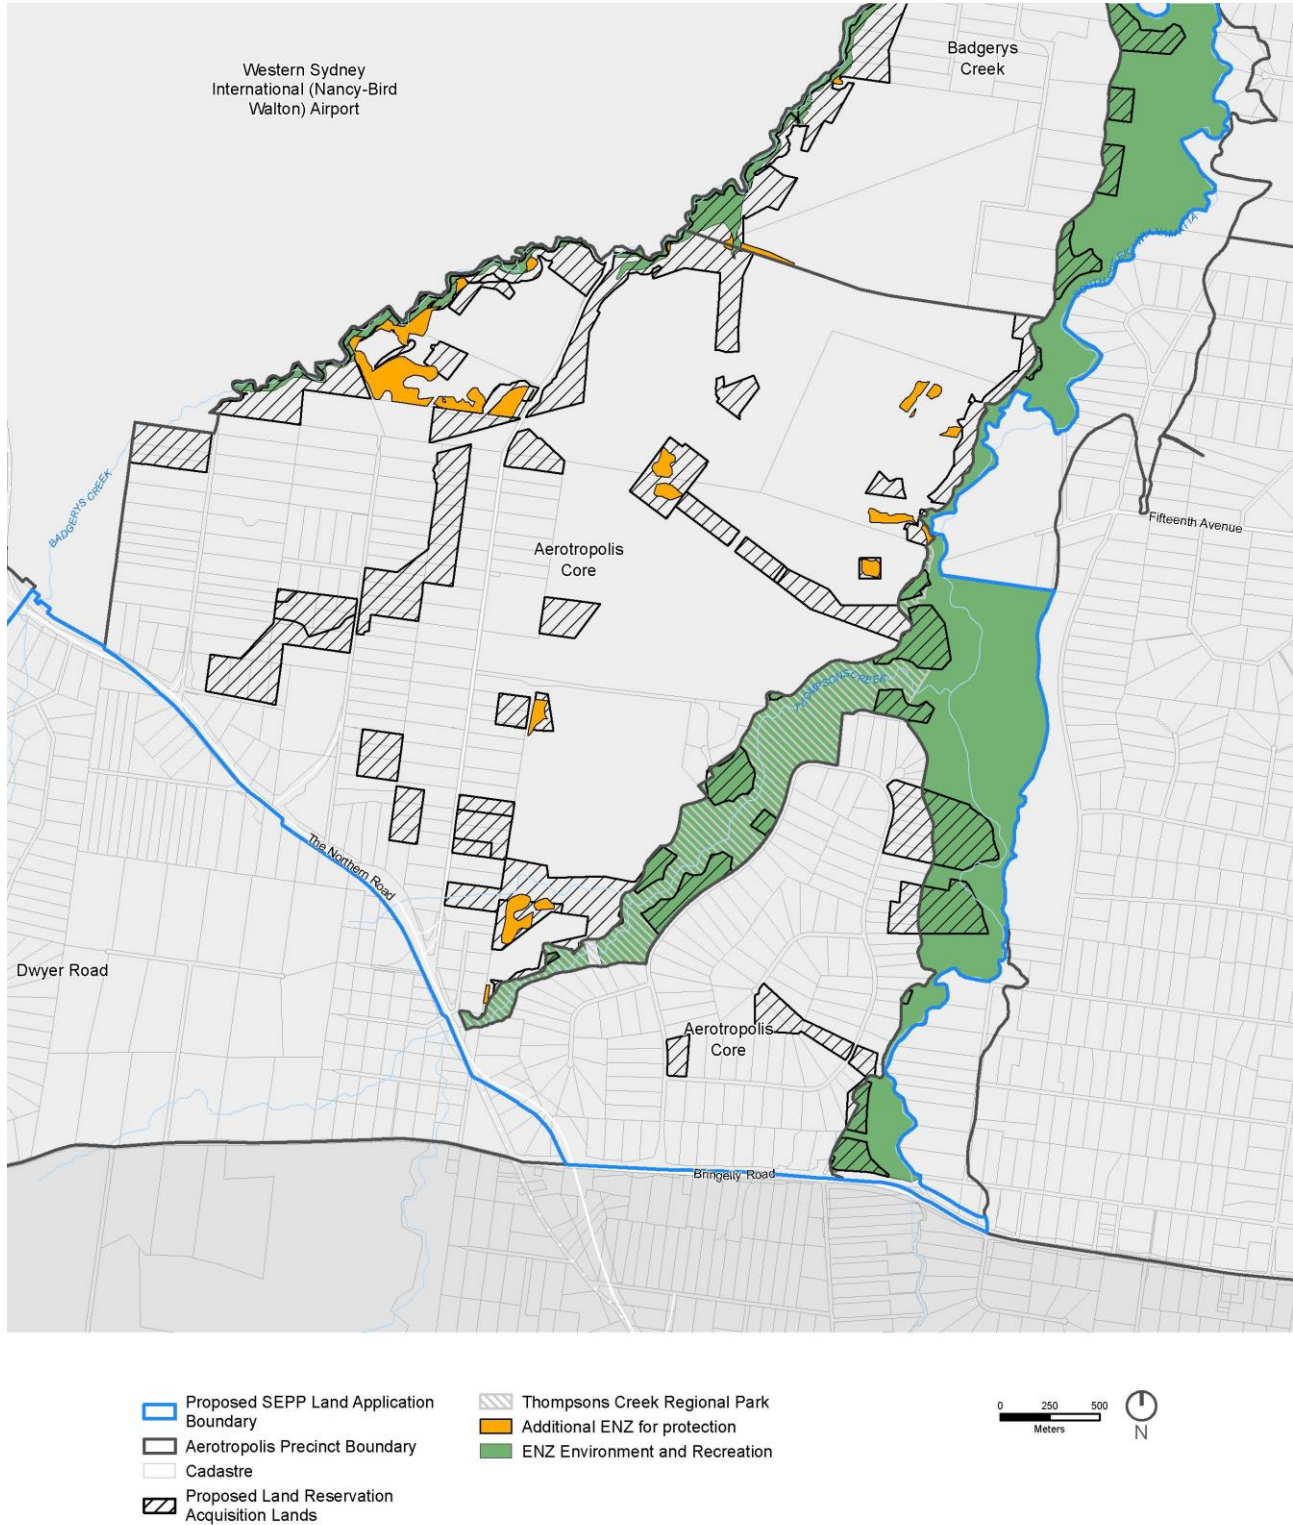 Western Sydney
International (Nancy-Bird
Walton) Airport
Badgerys
Creek
BADGERYS CREEK
Fifteenth Avenue
Aerotropolis
Core
THOMPSONS CREEK
The Northern Road
Dwyer Road
Aerotropolis
Core
Bringelly Road
Proposed SEPP Land Application
Boundary
Aerotropolis Precinct Boundary
Cadastre
Proposed Land Reservation
Acquisition Lands
Thompsons Creek Regional Park
Additional ENZ for protection
ENZ Environment and Recreation
0 250 500
Meters
N